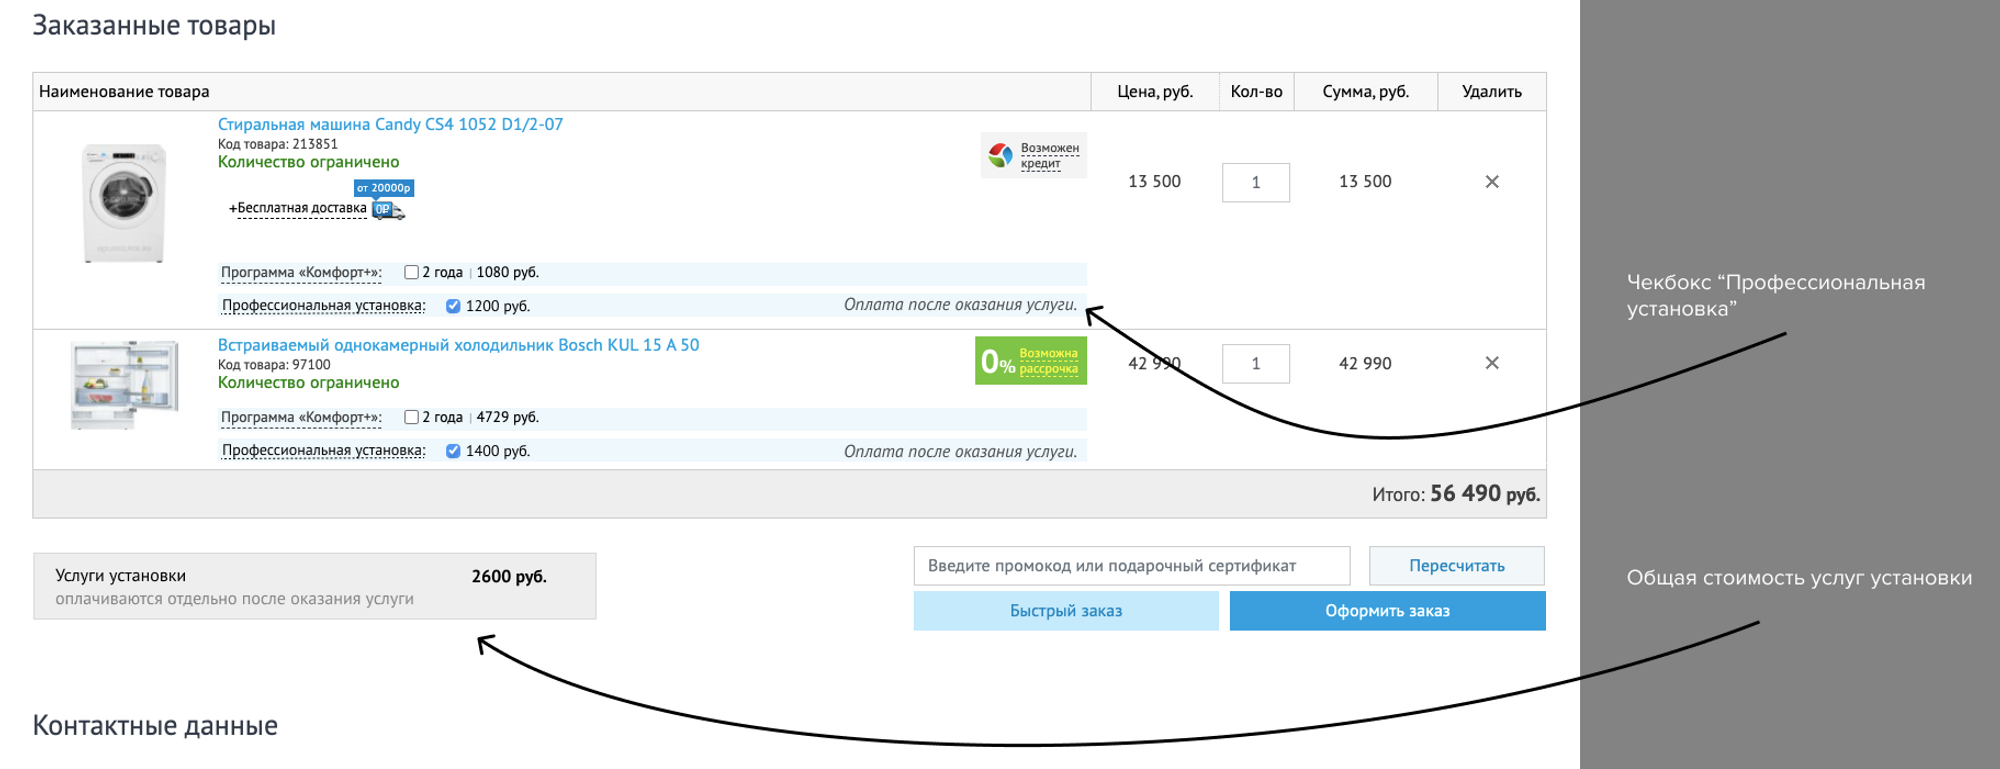 Заказанные товары
Наименование товара Цена, руб. Кол-во Сумма, руб. Удалить
Стиральная машина Candy CS4 1052 D1/2-07
Код товара: 213851
Количество ограничено
Возможен
кредит
13 500 1 13 500 ✕
от 20000р
+Бесплатная доставка 0Р
Программа «Комфорт+»: 2 года | 1080 руб.
Профессиональная установка: 1200 руб. Оплата после оказания услуги.
Встраиваемый однокамерный холодильник Bosch KUL 15 A 50
Код товара: 97100
Количество ограничено
0% Возможна
рассрочка
42 990 1 42 990 ✕
Программа «Комфорт+»: 2 года | 4729 руб.
Профессиональная установка: 1400 руб. Оплата после оказания услуги.
Итого: 56 490 руб.
Услуги установки 2600 руб.
оплачиваются отдельно после оказания услуги
Введите промокод или подарочный сертификат Пересчитать
Быстрый заказ Оформить заказ
Контактные данные
Чекбокс “Профессиональная
установка”
Общая стоимость услуг установки